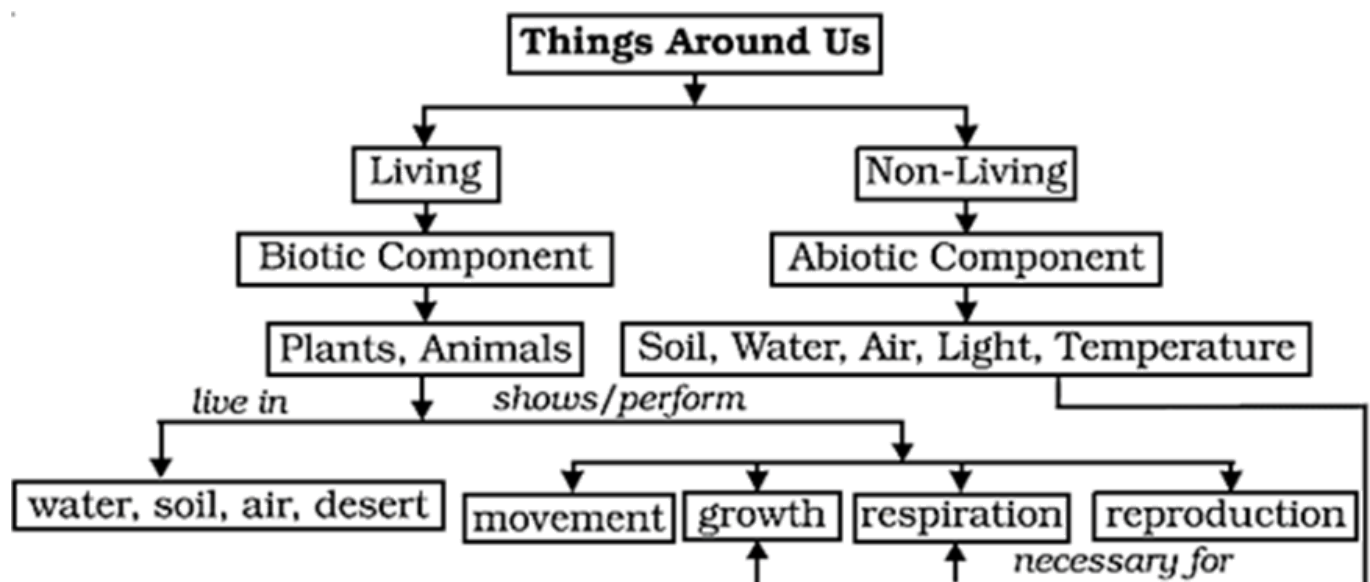 Things Around Us
Living
Non-Living
Biotic Component
Abiotic Component
Plants, Animals
Soil, Water, Air, Light, Temperature
live in
shows/perform
water, soil, air, desert
movement
growth
respiration
reproduction
necessary for